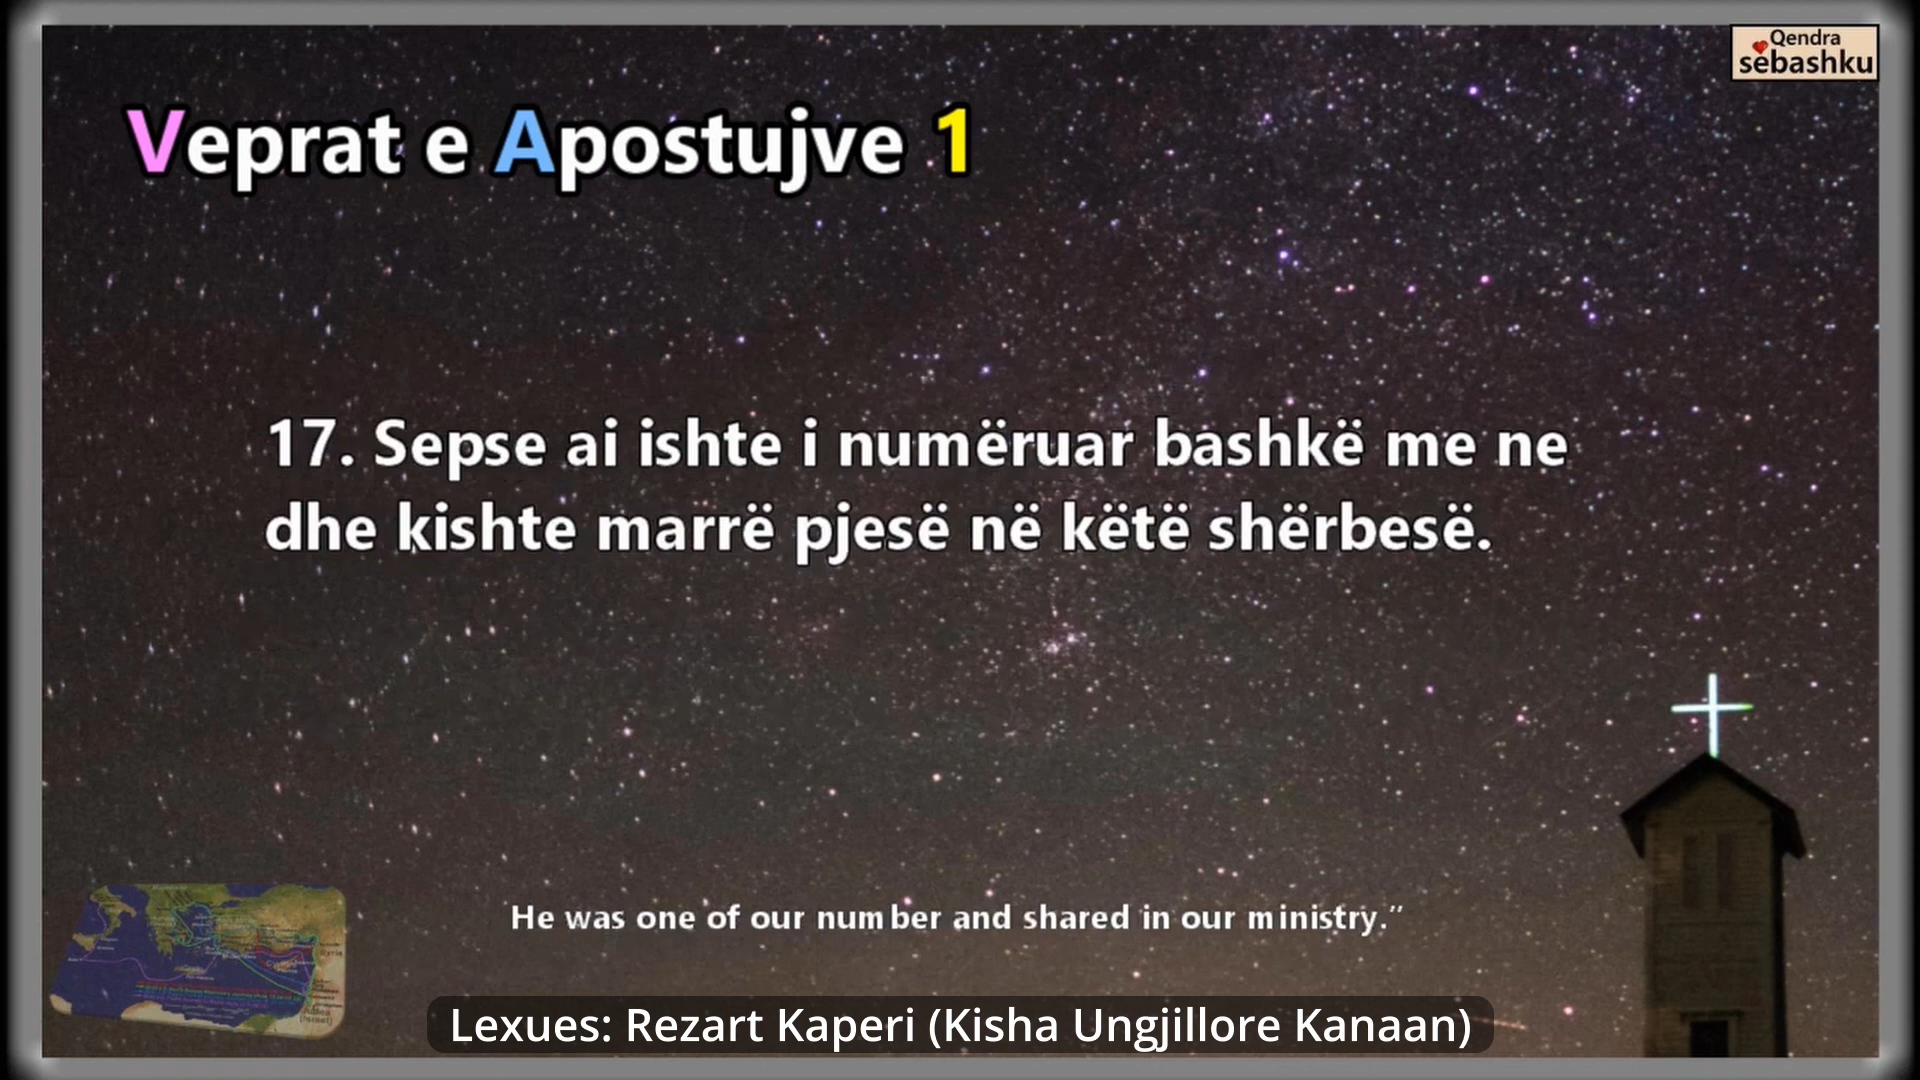 Qendra
sebashku
Veprat e Apostujve 1
17. Sepse ai ishte i numëruar bashkë me ne
dhe kishte marrë pjesë në këtë shërbesë.
He was one of our number and shared in our ministry.”
Lexues: Rezart Kaperi (Kisha Ungjillore Kanaan)